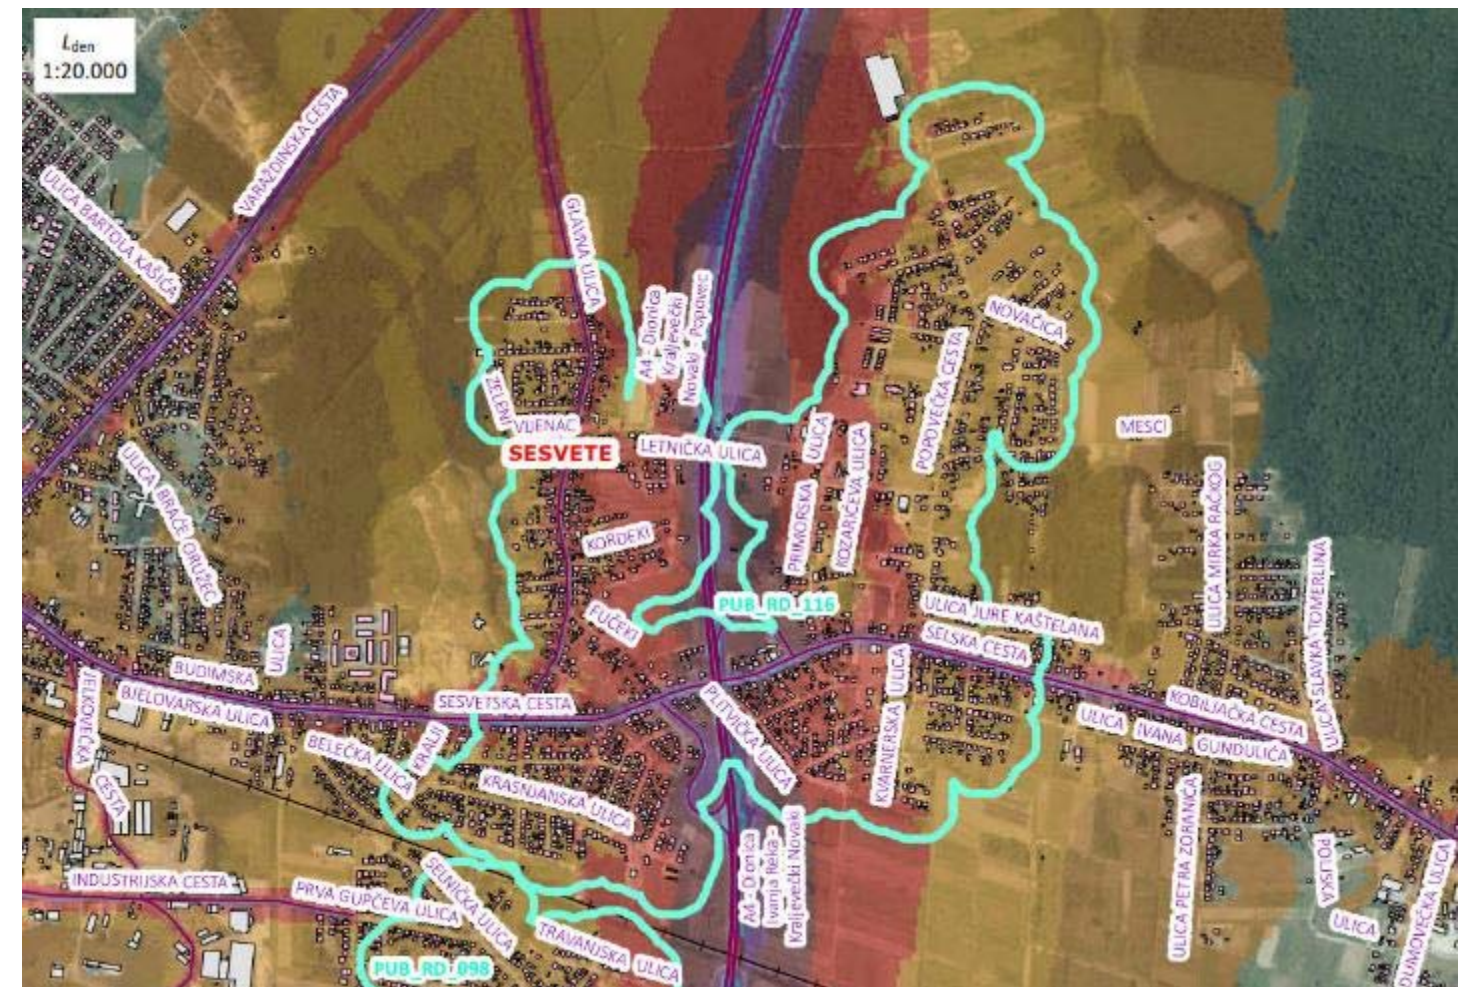 Lden
1:20.000
VARAŽDINSKA CESTA
ULICA BARTOLA KAŠIĆA
GLAVNA ULICA
A4 - Dionica
Kraljevečki
Novaki - Popovec
NOVAČICA
POPOVEČKA CESTA
ZELENI
VIJENAC
SESVETE
LETNIČKA ULICA
PRIMORSKA
ULICA
KOZARIČEVA ULICA
MESCI
ULICA BRAĆE ORUŽEC
KORDEKI
ULICA MIRKA RAČKOG
ULICA SLAVKA TOMERLINA
FUČEKI
PUB_RD_116
ULICA JURE KAŠTELANA
SELSKA CESTA
BUDIMSKA
ULICA
BJELOVARSKA ULICA
SESVETSKA CESTA
JELKOVEČKA
CESTA
BELEČKA ULICA
KRALJI
KRASNJANSKA ULICA
PLITVIČKA ULICA
KVARNERSKA ULICA
KOBILJAČKA CESTA
ULICA IVANA GUNDULIĆA
ULICA PETRA ZORANIĆA
POLJSKA
ULICA
DUMOVEČKA ULICA
A4 - Dionica
Ivanja Reka -
Kraljevečki Novaki
INDUSTRIJSKA CESTA
PRVA GUPČEVA ULICA
SELNIČKA ULICA
TRAVANJSKA ULICA
PUB_RD_098